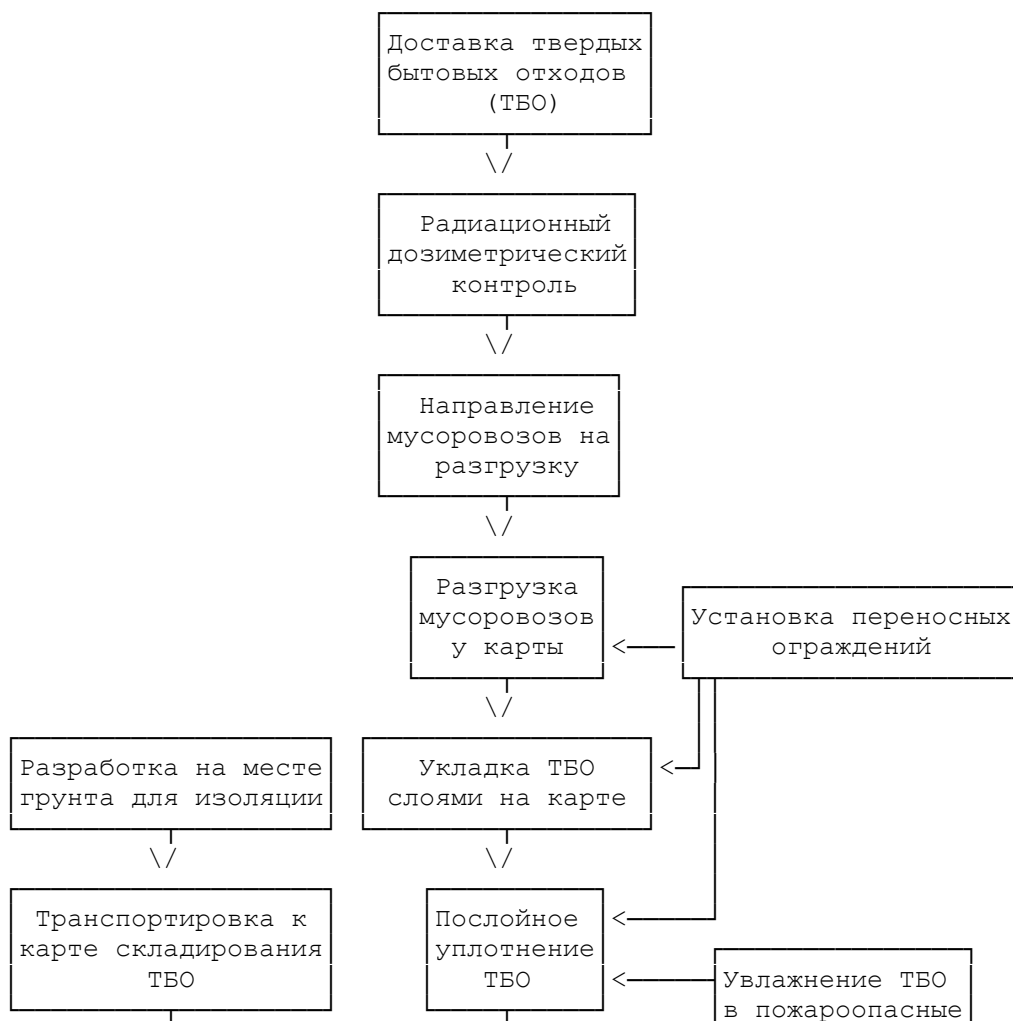 Доставка твердых
бытовых отходов
(ТБО)
Радиационный
дозиметрический
контроль
Направление
мусоровозов на
разгрузку
Разгрузка
мусоровозов
у карты
Установка переносных
ограждений
Разработка на месте
грунта для изоляции
Укладка ТБО
слоями на карте
Транспортировка к
карте складирования
ТБО
Послойное
уплотнение
ТБО
Увлажнение ТБО
в пожароопасные